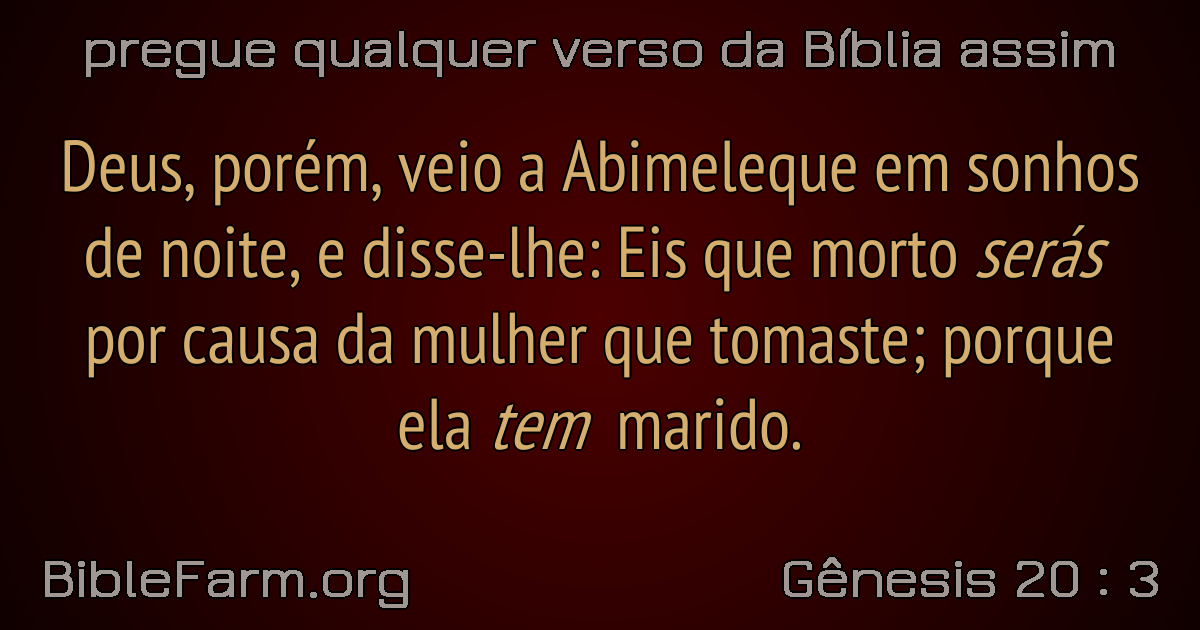 pregue qualquer verso da Bíblia assim
Deus, porém, veio a Abimeleque em sonhos
de noite, e disse-lhe: Eis que morto serás
por causa da mulher que tomaste; porque
ela tem marido.
BibleFarm.org
Gênesis 20 : 3